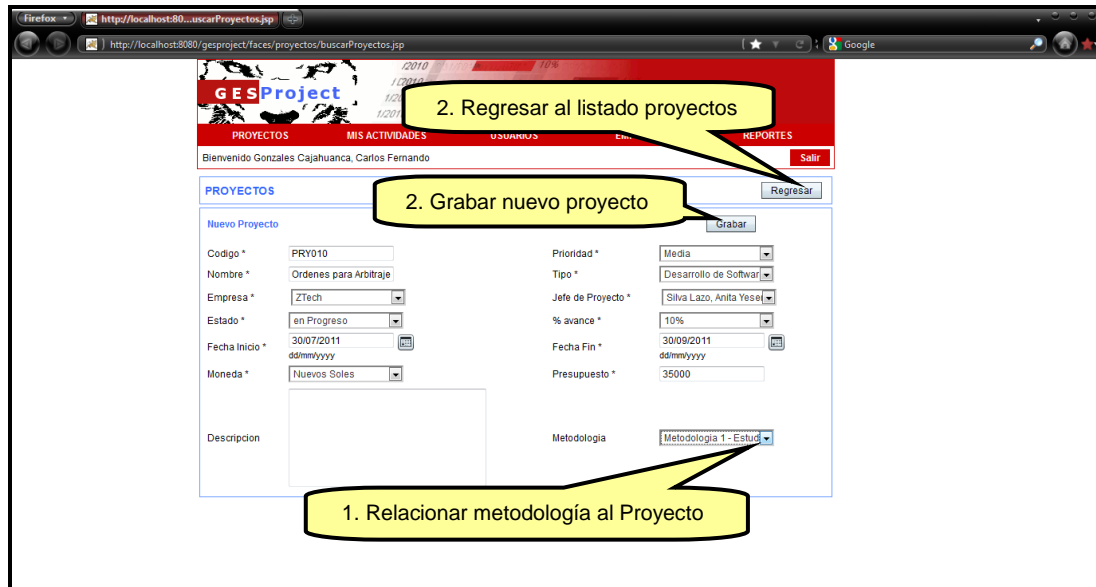 Firefox
http://localhost:80...uscarProyectos.jsp
http://localhost:8080/gesproject/faces/proyectos/buscarProyectos.jsp
Google
/2010
10%
GESProject
2. Regresar al listado proyectos
PROYECTOS MIS ACTIVIDADES USUARIOS REPORTES
Bienvenido Gonzales Cajahuanca, Carlos Fernando Salir
PROYECTOS Regresar
2. Grabar nuevo proyecto
Nuevo Proyecto Grabar
Codigo * PRY010 Prioridad * Media
Nombre * Ordenes para Arbitraje Tipo * Desarrollo de Softwar
Empresa * ZTech Jefe de Proyecto * Silva Lazo, Anita Yese
Estado * en Progreso % avance * 10%
Fecha Inicio * 30/07/2011 Fecha Fin * 30/09/2011
dd/mm/yyyy dd/mm/yyyy
Moneda * Nuevos Soles Presupuesto * 35000
Descripcion Metodologia Metodologia 1 - Estud
1. Relacionar metodología al Proyecto